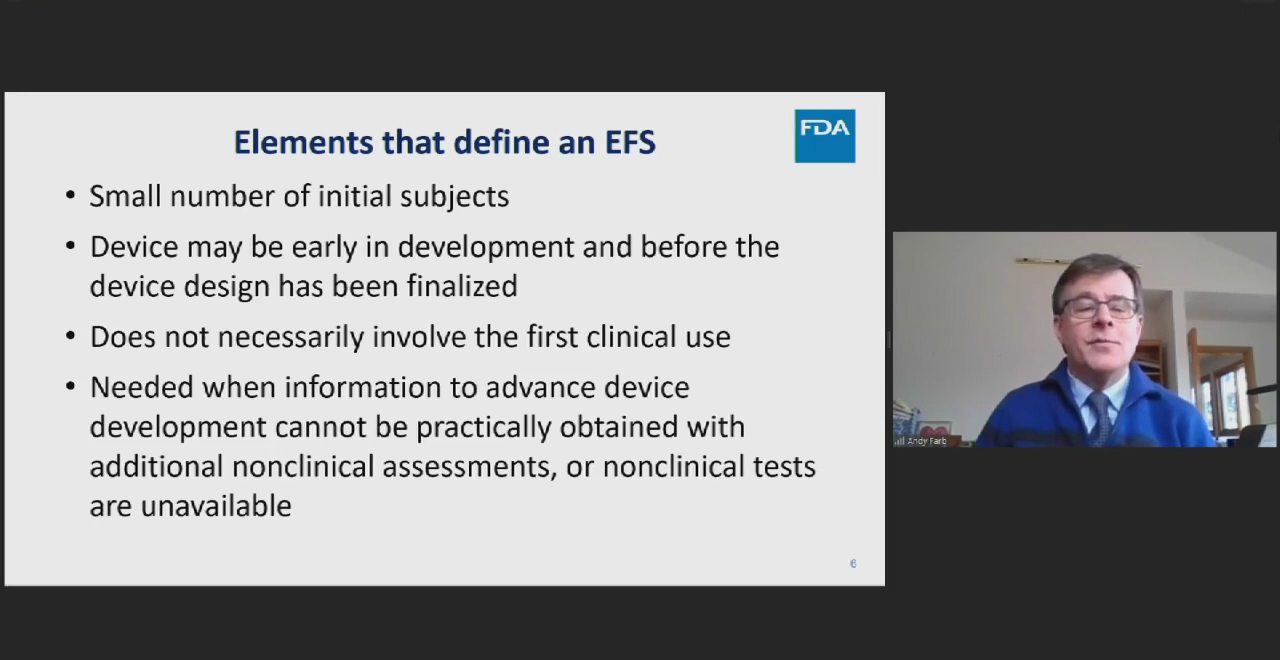 Elements that define an EFS
FDA
• Small number of initial subjects
• Device may be early in development and before the
device design has been finalized
• Does not necessarily involve the first clinical use
• Needed when information to advance device
development cannot be practically obtained with
additional nonclinical assessments, or nonclinical tests
are unavailable
6
Andy Farb